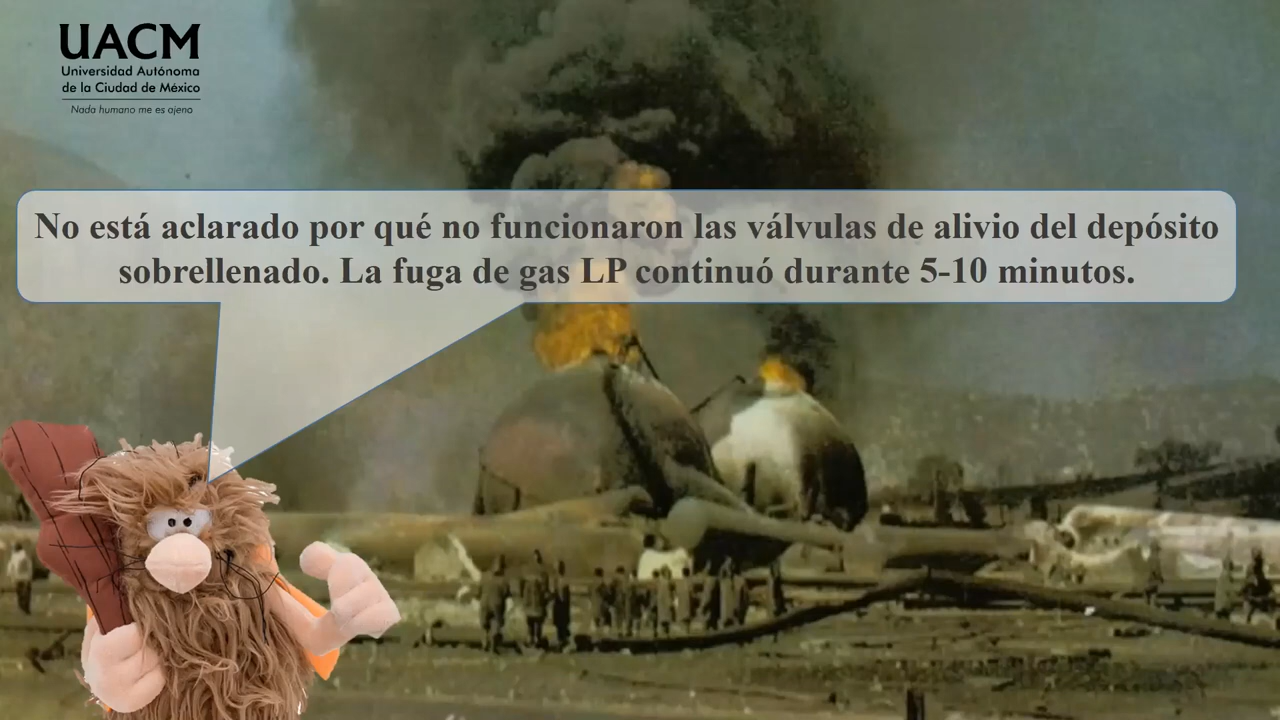 UACM
Universidad Autónoma
de la Ciudad de México
Nada humano me es ajeno
No está aclarado por qué no funcionaron las válvulas de alivio del depósito
sobrellenado. La fuga de gas LP continuó durante 5-10 minutos.